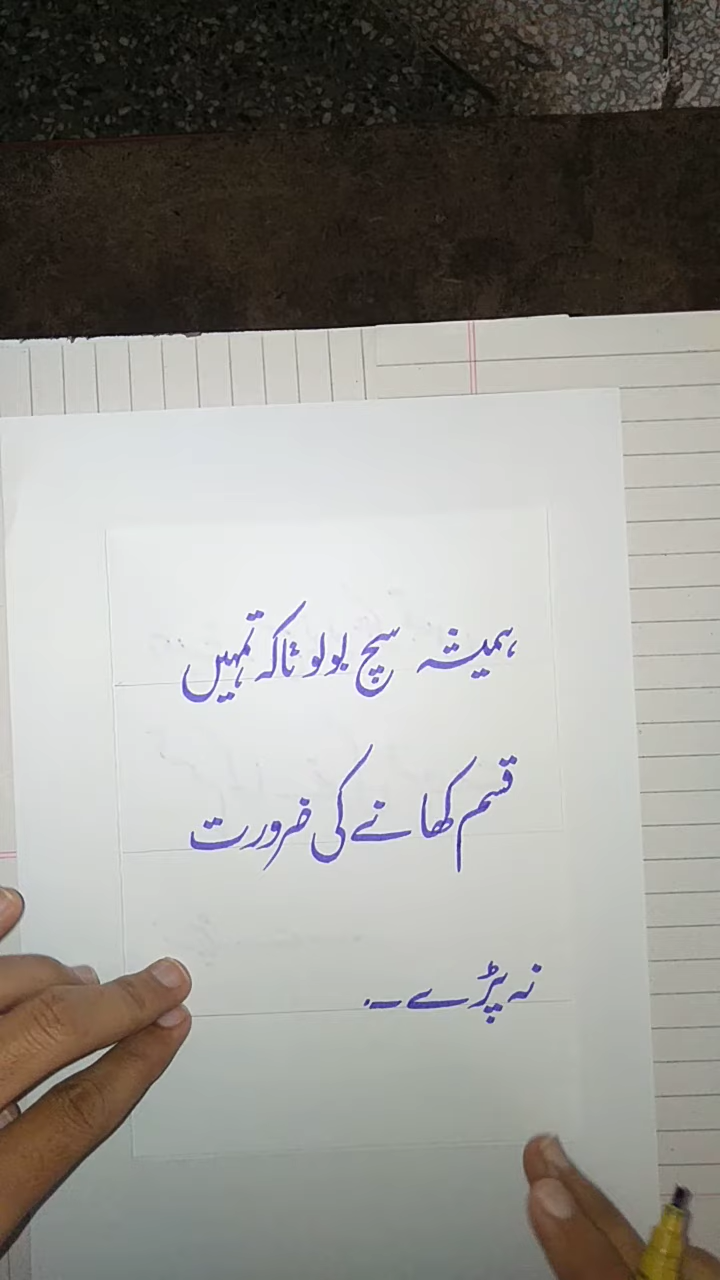 ہمیشہ سچ بولو تاکہ تمہیں
قسم کھانے کی ضرورت
نہ پڑے ۔